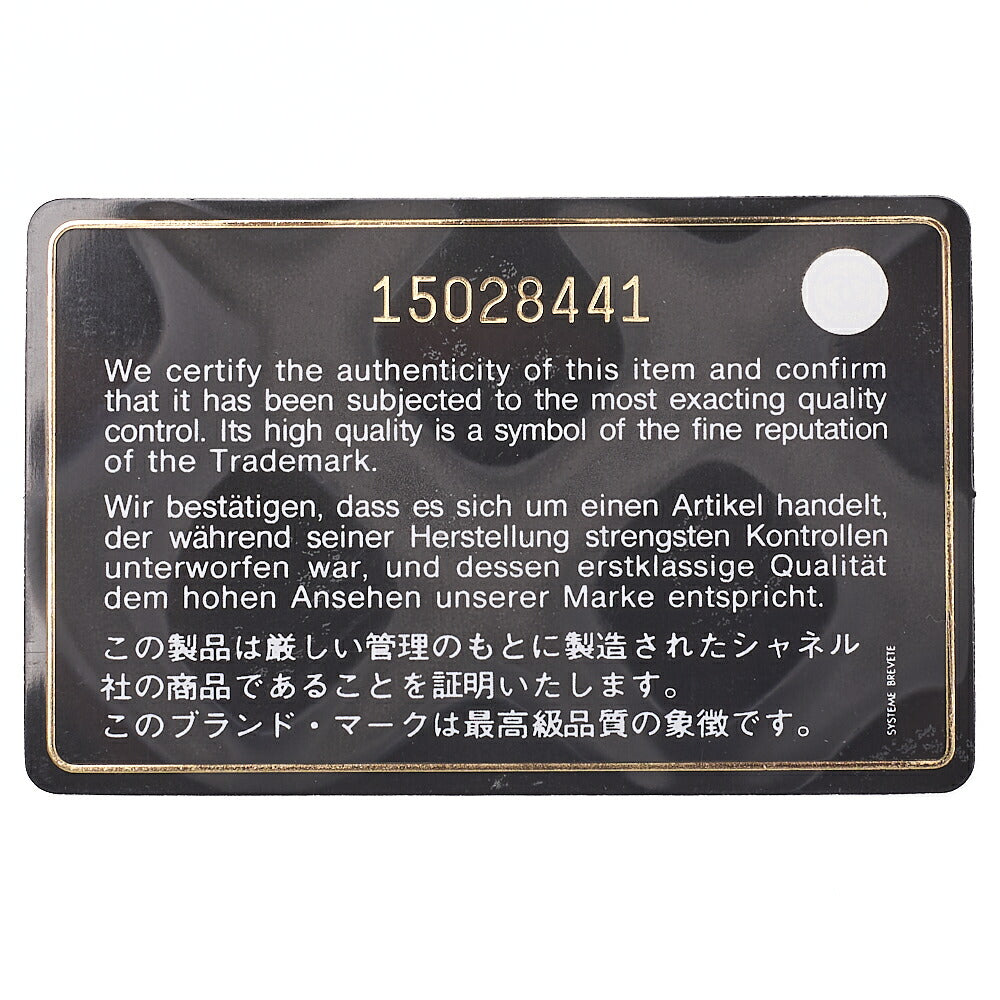 15028441
We certify the authenticity of this item and confirm
that it has been subjected to the most exacting quality
control. Its high quality is a symbol of the fine reputation
of the Trademark.
Wir bestätigen, dass es sich um einen Artikel handelt,
der während seiner Herstellung strengsten Kontrollen
unterworfen war, und dessen erstklässige Qualität
dem hohen Ansehen unserer Marke entspricht.
この製品は厳しい管理のもとに製造されたシャネル
社の商品であることを証明いたします。
このブランド・マークは最高級品質の象徴です。
SYSTEME BREVETE